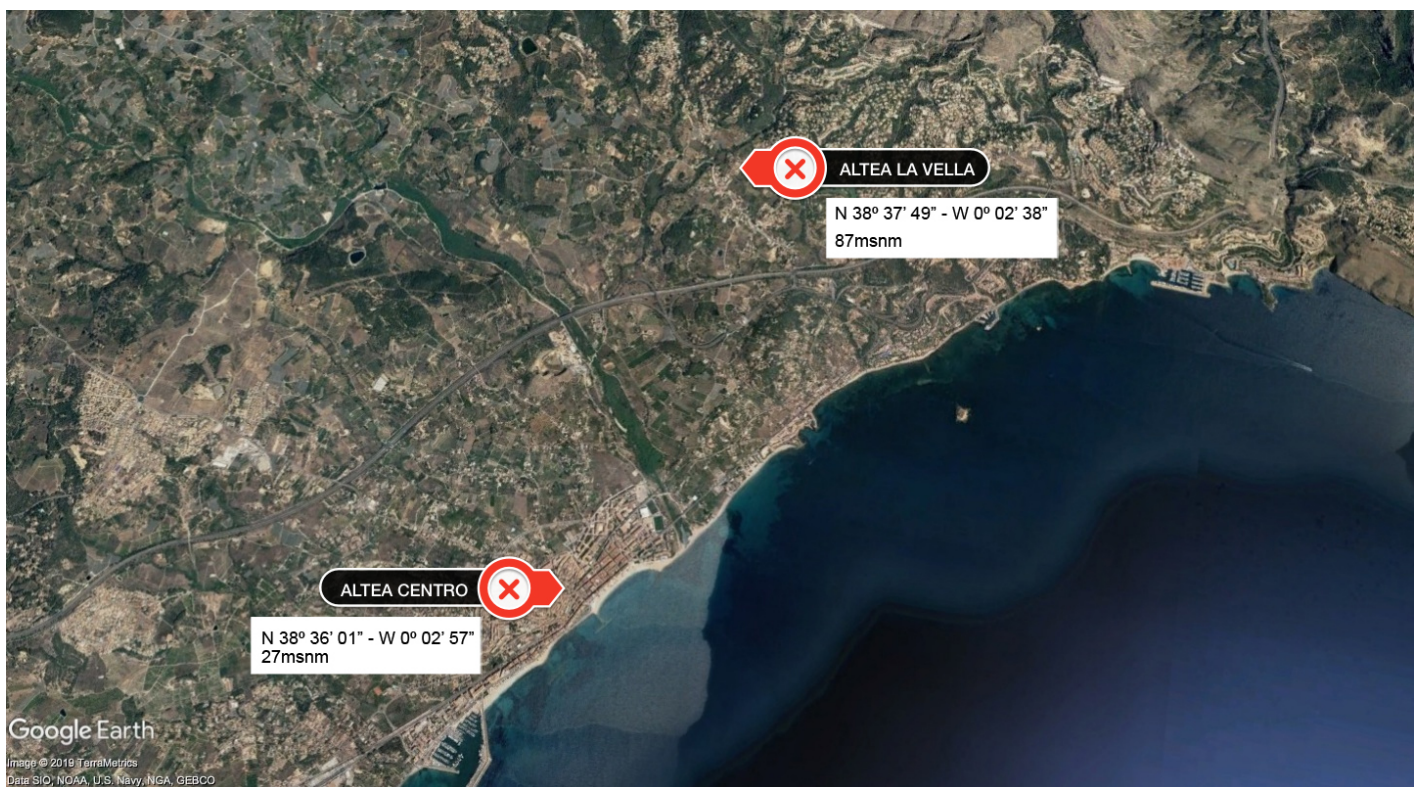 ALTEA LA VELLA
N 38º 37’ 49” - W 0º 02’ 38”
87msnm
ALTEA CENTRO
N 38º 36’ 01” - W 0º 02’ 57”
27msnm
Google Earth
Image © 2019 TerraMetrics
Data SIO, NOAA, U.S. Navy, NGA, GEBCO